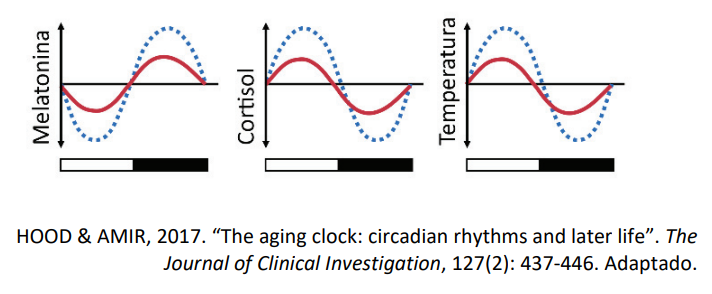 Melatonina
Cortisol
Temperatura
HOOD & AMIR, 2017. “The aging clock: circadian rhythms and later life”. The
Journal of Clinical Investigation, 127(2): 437-446. Adaptado.